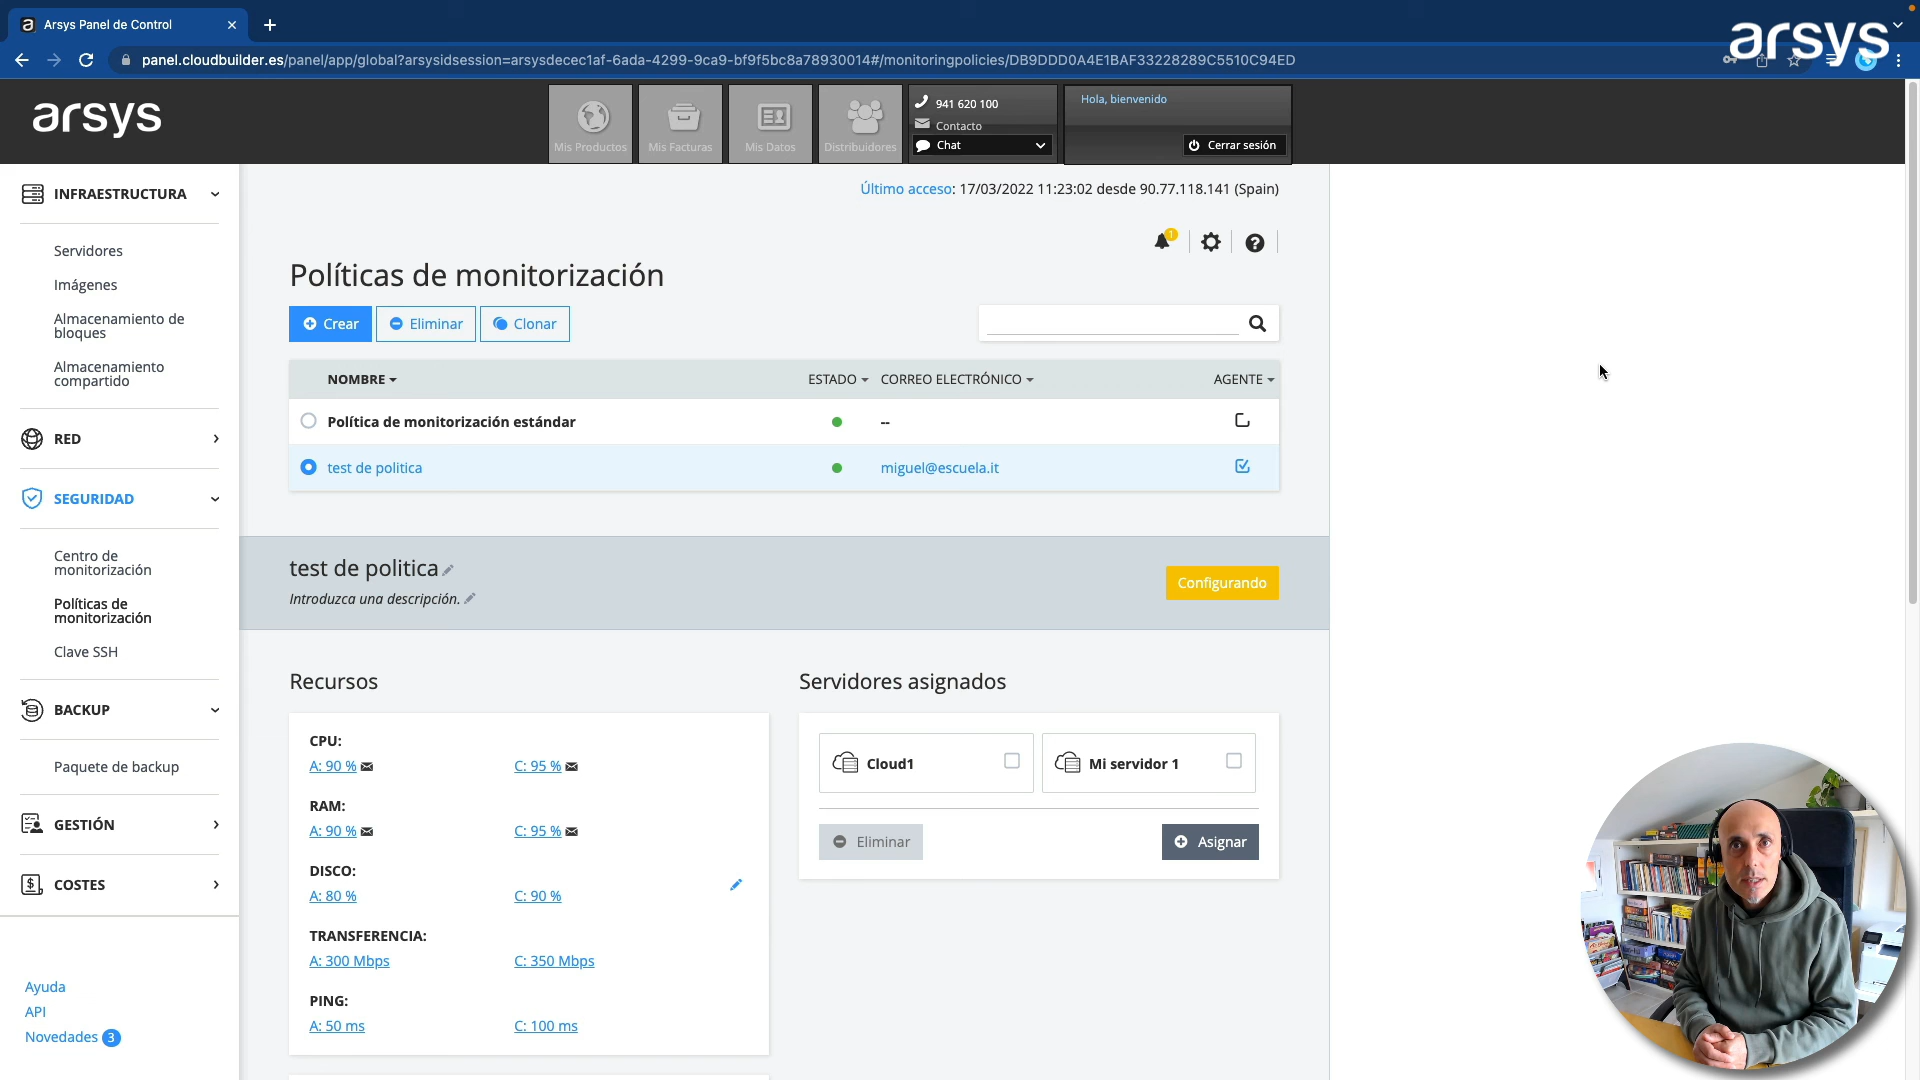 Arsys Panel de Control
arsys
panel.cloudbuilder.es/panel/app/global?arsysidsession=arsysdecec1af-6ada-4299-9ca9-bf9f5bc8a78930014#/monitoringpolicies/DB9DDD0A4E1BAF33228289C5510C94ED
arsys
Mis Productos
Mis Facturas
Mis Datos
Distribuidores
941 620 100
Contacto
Chat
Hola, bienvenido
Cerrar sesión
INFRAESTRUCTURA
Servidores
Imágenes
Almacenamiento de
bloques
Almacenamiento
compartido
RED
SEGURIDAD
Centro de
monitorización
Políticas de
monitorización
Clave SSH
BACKUP
Paquete de backup
GESTIÓN
COSTES
Ayuda
API
Novedades 3
Último acceso: 17/03/2022 11:23:02 desde 90.77.118.141 (Spain)
Políticas de monitorización
Crear
Eliminar
Clonar
NOMBRE ESTADO CORREO ELECTRÓNICO AGENTE
Política de monitorización estándar --
test de politica miguel@escuela.it
test de politica
Introduzca una descripción.
Configurando
Recursos
CPU:
A: 90 % C: 95 %
RAM:
A: 90 % C: 95 %
DISCO:
A: 80 % C: 90 %
TRANSFERENCIA:
A: 300 Mbps C: 350 Mbps
PING:
A: 50 ms C: 100 ms
Servidores asignados
Cloud1
Mi servidor 1
Eliminar
Asignar